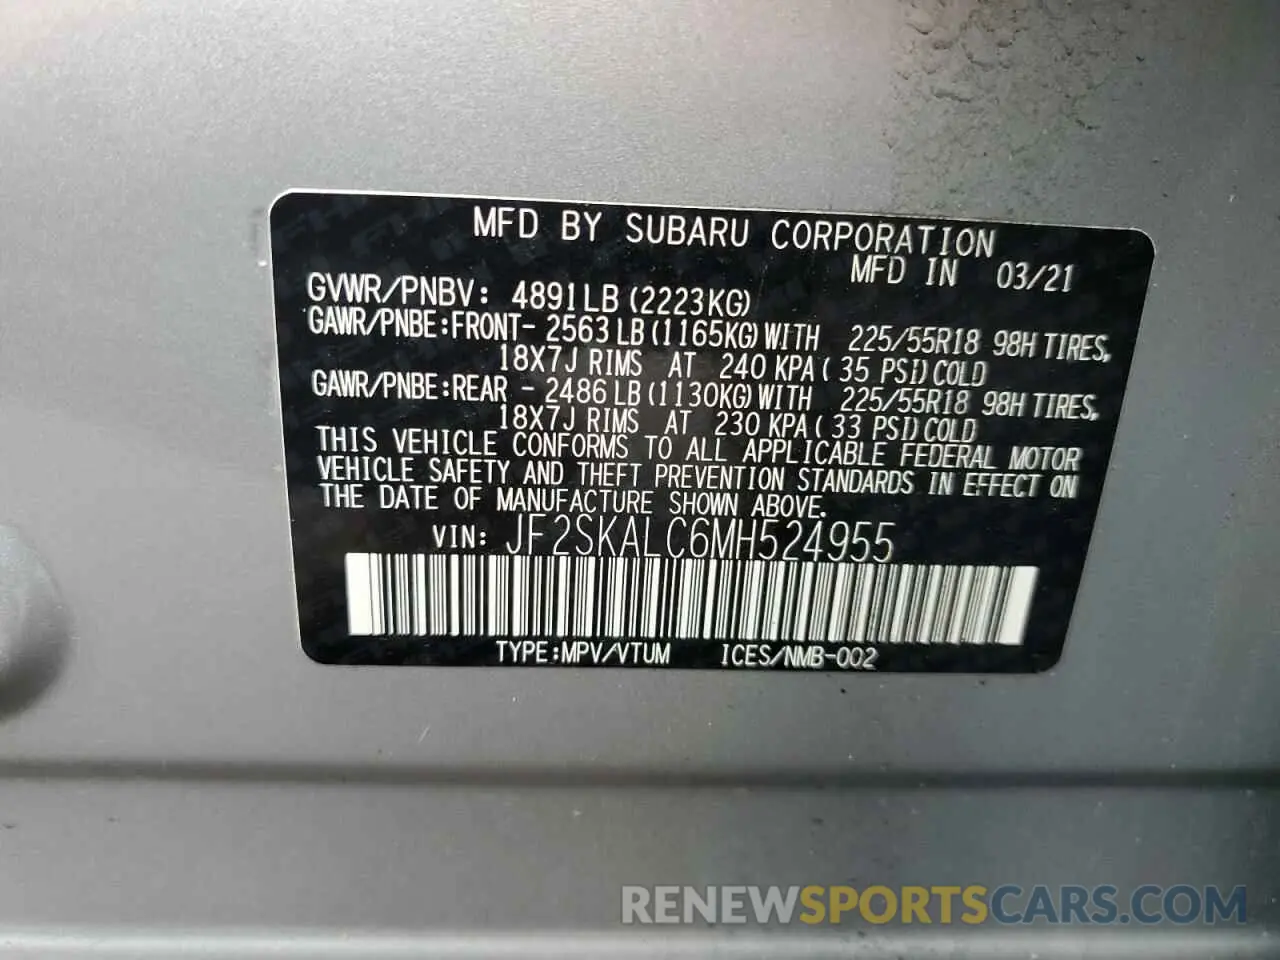 MFD BY SUBARU CORPORATION
MFD IN 03/21
GVWR/PNBV: 4891LB (2223KG)
GAWR/PNBE:FRONT- 2563LB (1165KG) WITH 225/55R18 98H TIRES,
18X7J RIMS AT 240 KPA ( 35 PSI) COLD
GAWR/PNBE:REAR - 2486LB (1130KG) WITH 225/55R18 98H TIRES,
18X7J RIMS AT 230 KPA ( 33 PSI) COLD
THIS VEHICLE CONFORMS TO ALL APPLICABLE FEDERAL MOTOR
VEHICLE SAFETY AND THEFT PREVENTION STANDARDS IN EFFECT ON
THE DATE OF MANUFACTURE SHOWN ABOVE.
VIN: JF2SKALC6MH524955
TYPE:MPV/VTUM ICES/NMB-002
RENEWSPORTSCARS.COM